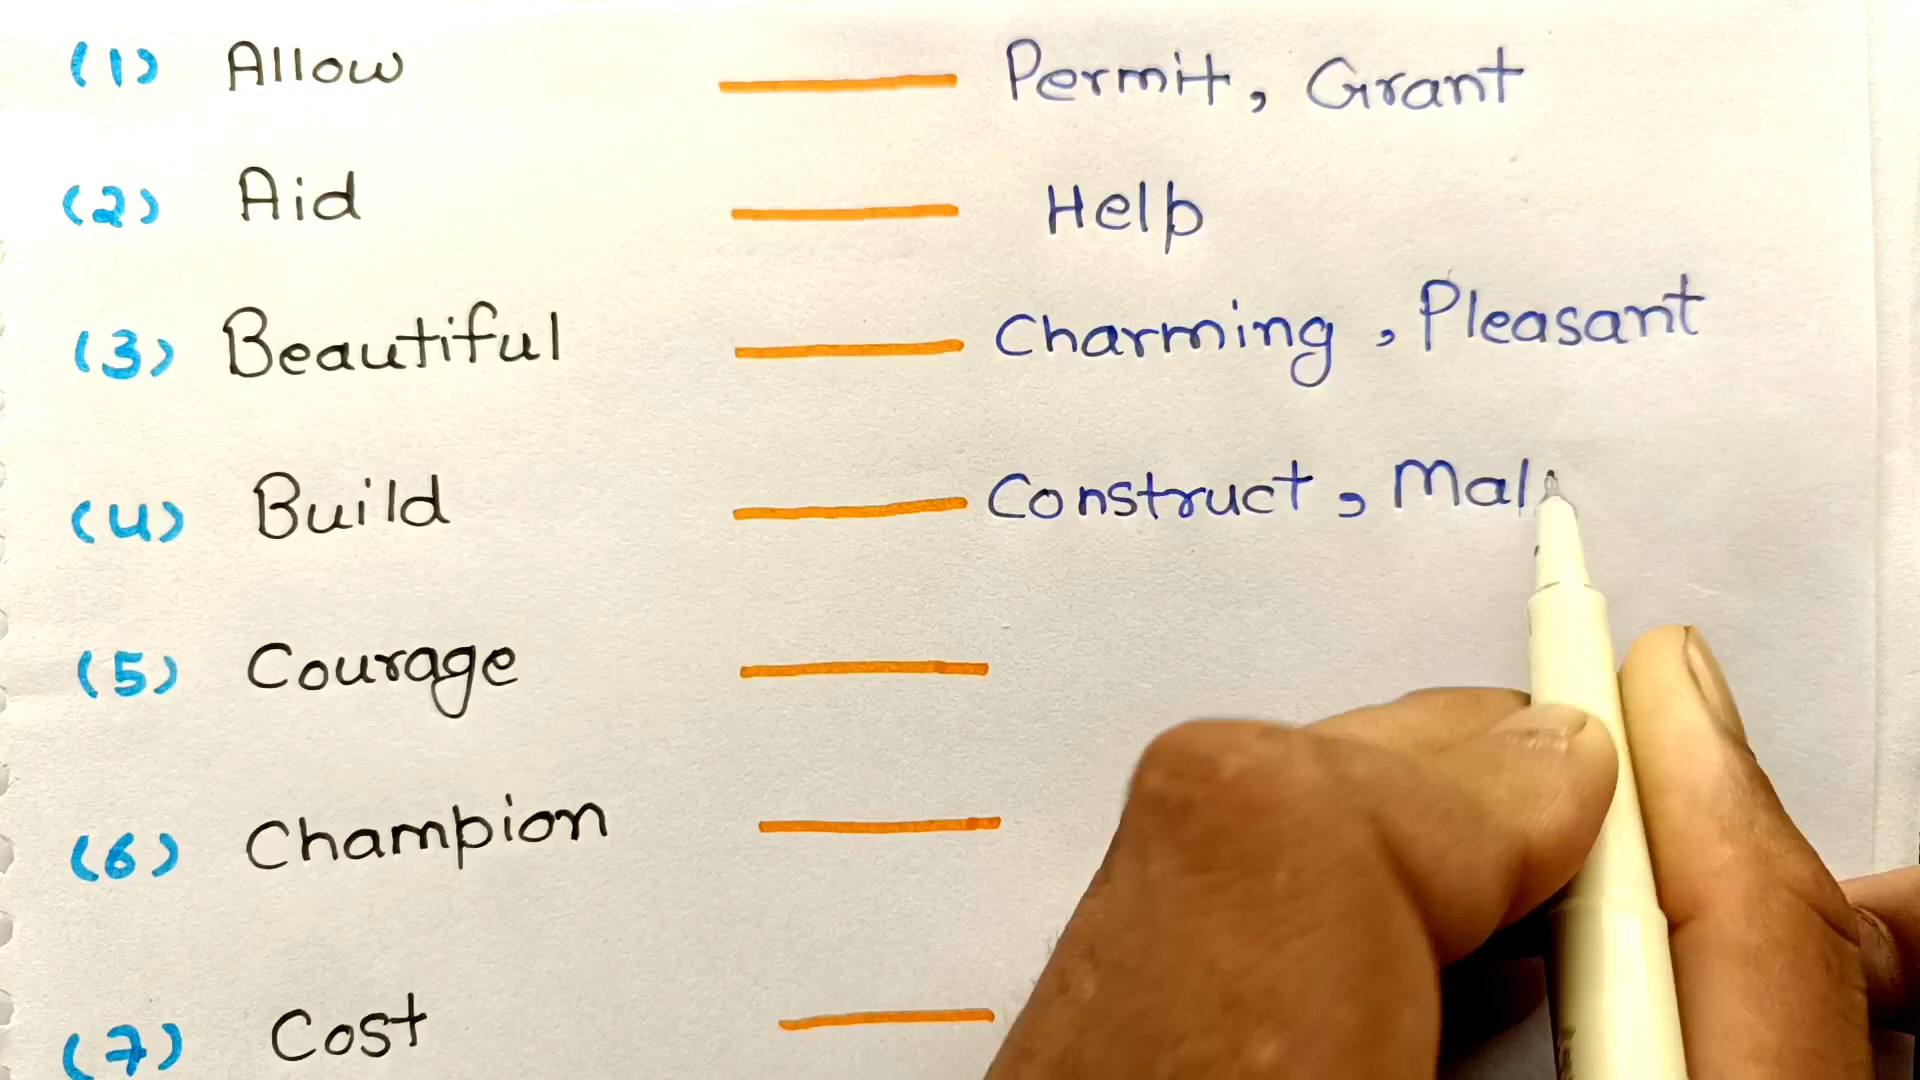 (1) Allow — Permit, Grant
(2) Aid — Help
(3) Beautiful — Charming, Pleasant
(4) Build — Construct,
(5) Courage —
(6) Champion —
(7) Cost —